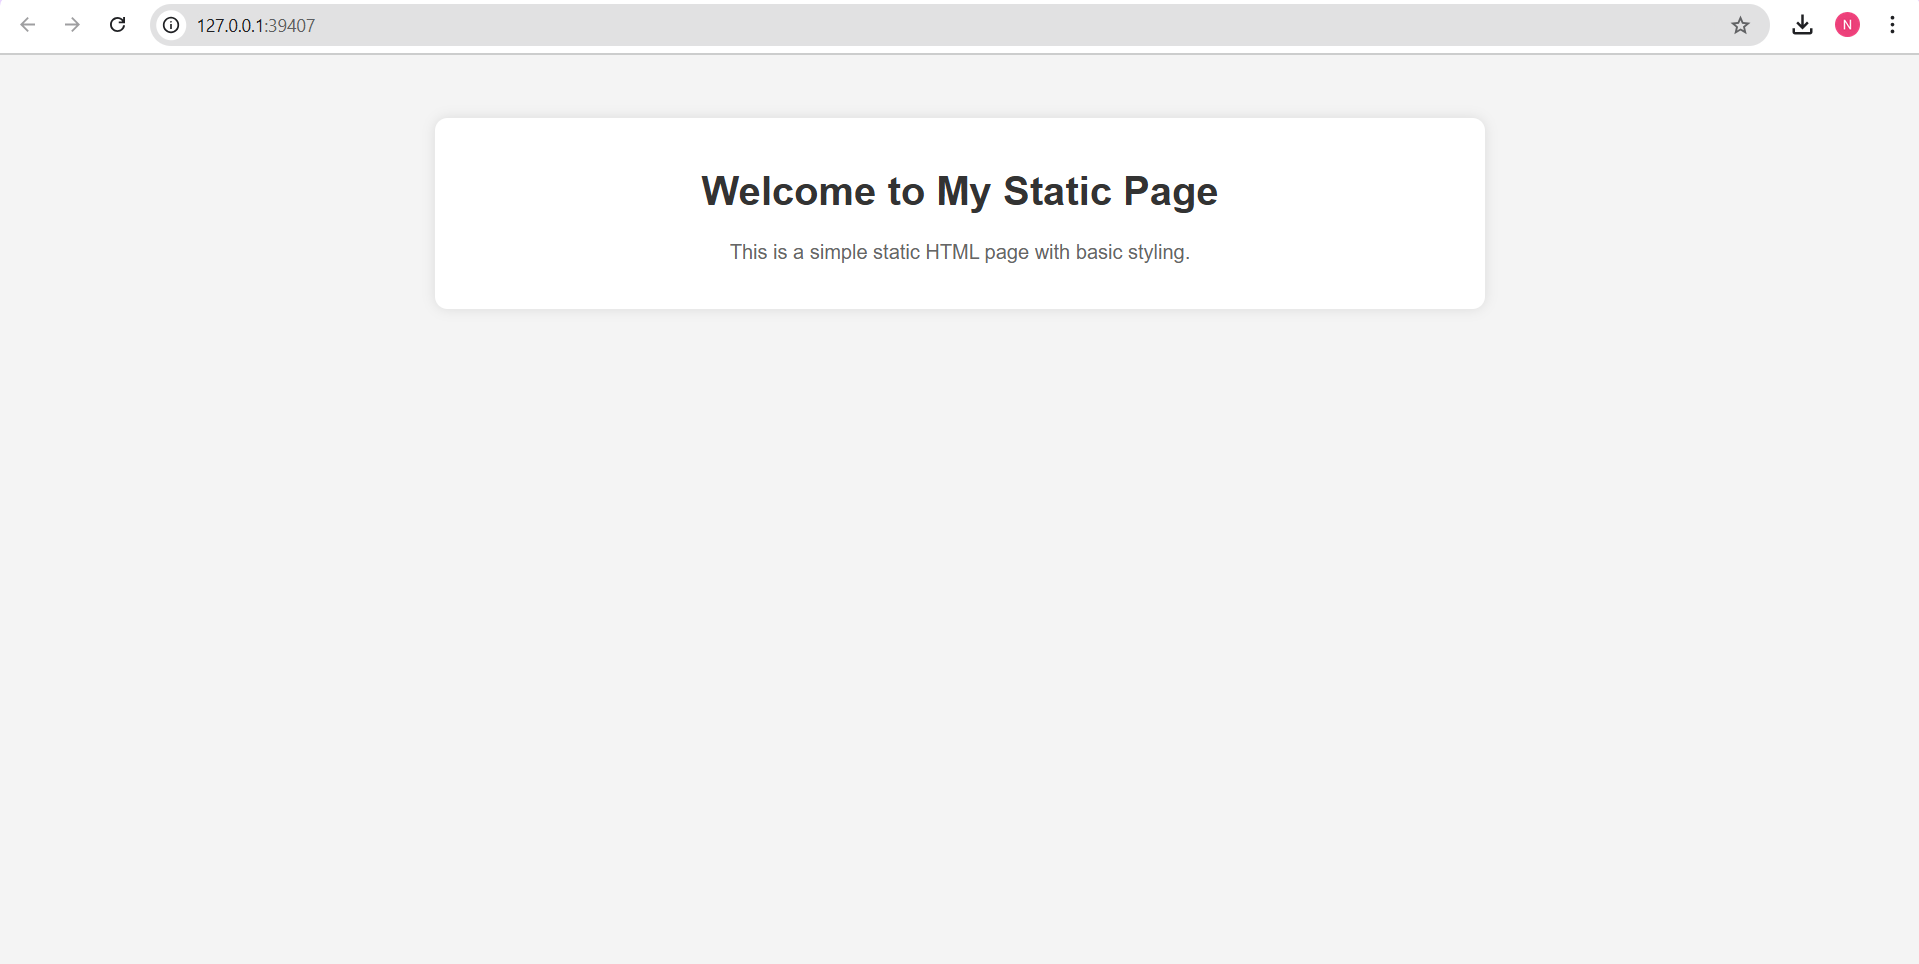 127.0.0.1:39407
N
Welcome to My Static Page
This is a simple static HTML page with basic styling.